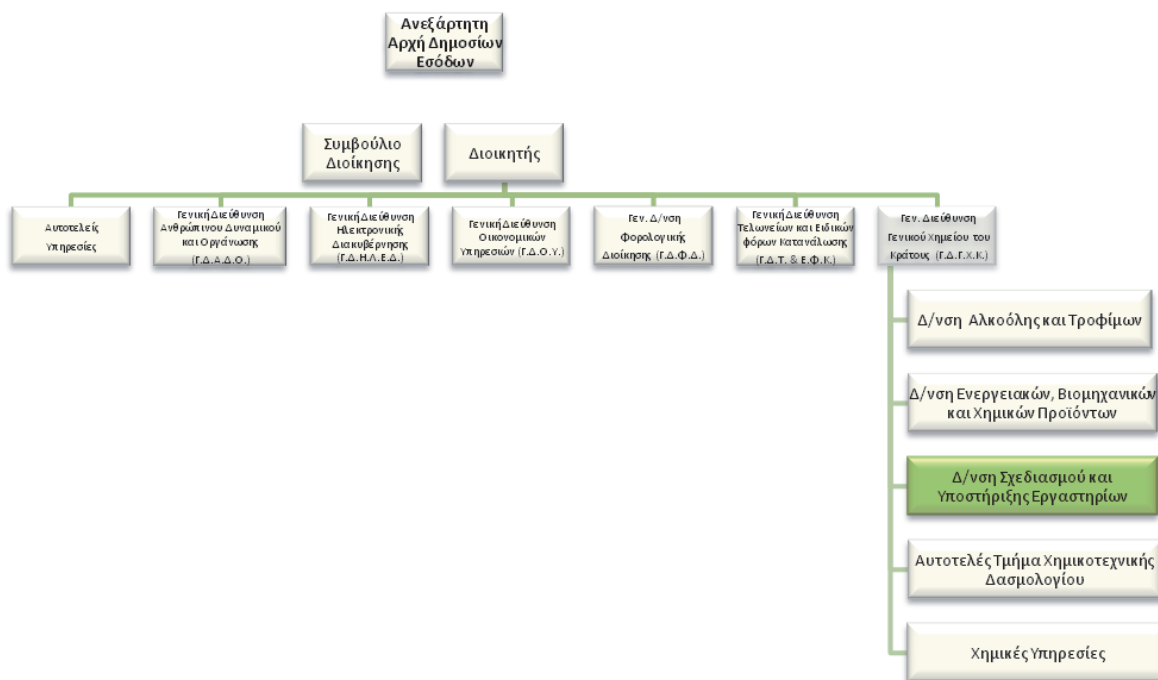 Ανεξάρτητη
Αρχή Δημοσίων
Εσόδων
Συμβούλιο
Διοίκησης
Διοικητής
Αυτοτελείς
Υπηρεσίες
Γενική Διεύθυνση
Ανθρώπινου Δυναμικού
και Οργάνωσης
(Γ.Δ.Α.Δ.Ο.)
Γενική Διεύθυνση
Ηλεκτρονικής
Διακυβέρνησης
(Γ.Δ.Η.Λ.Ε.Δ.)
Γενική Διεύθυνση
Οικονομικών
Υπηρεσιών (Γ.Δ.Ο.Υ.)
Γεν. Δ/νση
Φορολογικής
Διοίκησης (Γ.Δ.Φ.Δ.)
Γενική Διεύθυνση
Τελωνείων και Ειδικών
φόρων Κατανάλωσης
(Γ.Δ.Τ. & Ε.Φ.Κ.)
Γεν. Διεύθυνση
Γενικού Χημείου του
Κράτους (Γ.Δ.Γ.Χ.Κ.)
Δ/νση Αλκοόλης και Τροφίμων
Δ/νση Ενεργειακών, Βιομηχανικών
και Χημικών Προϊόντων
Δ/νση Σχεδιασμού και
Υποστήριξης Εργαστηρίων
Αυτοτελές Τμήμα Χημικοτεχνικής
Δασμολογίου
Χημικές Υπηρεσίες